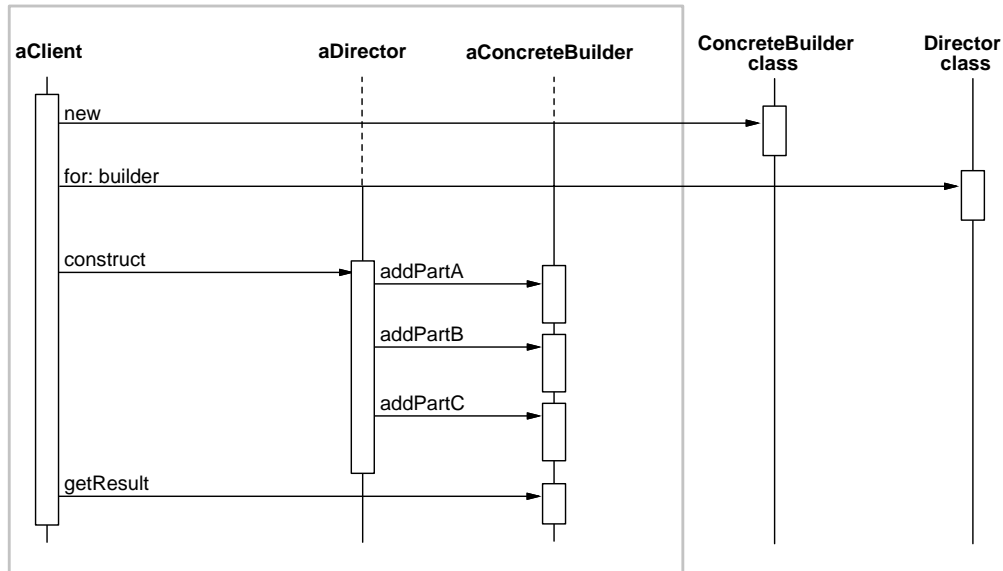 aClient
aDirector
aConcreteBuilder
ConcreteBuilder
class
Director
class
new
for: builder
construct
addPartA
addPartB
addPartC
getResult